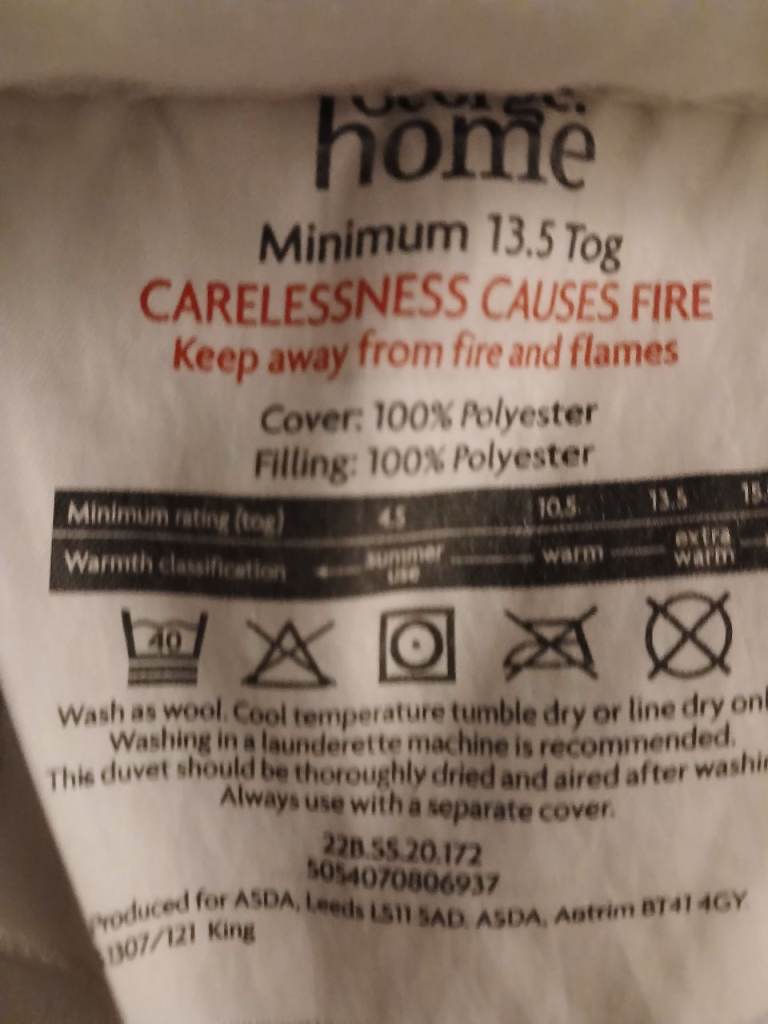 George.
home
Minimum 13.5 Tog
CARELESSNESS CAUSES FIRE
Keep away from fire and flames
Cover: 100% Polyester
Filling: 100% Polyester
Minimum rating (tog) 4.5 10.5 13.5
Warmth classification summer use warm extra warm
40
Wash as wool. Cool temperature tumble dry or line dry
Washing in a launderette machine is recommended.
This duvet should be thoroughly dried and aired after
Always use with a separate cover.
22B.SS.20.172
5054070806937
Produced for ASDA, Leeds LS11 5AD. ASDA, Antrim BT41 4GY
King